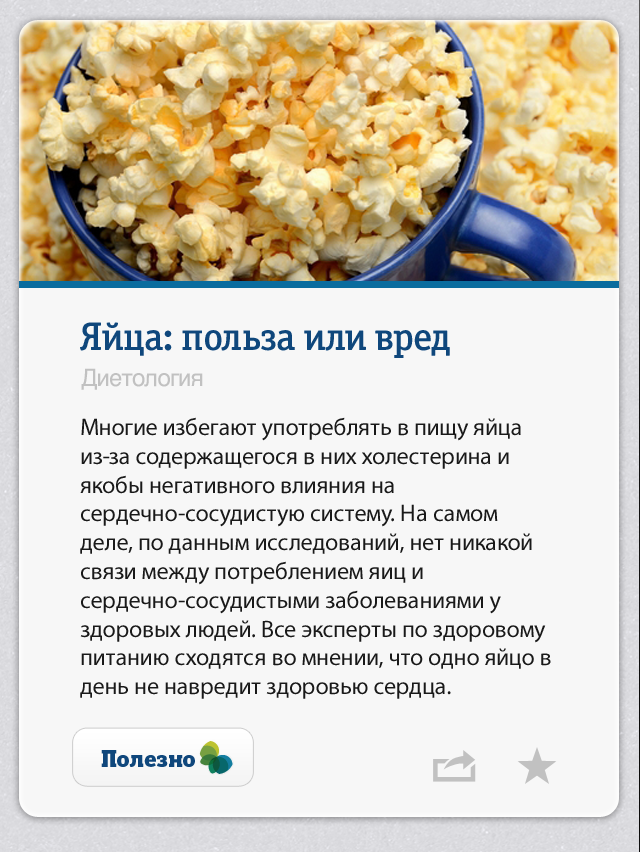 Яйца: польза или вред
Диетология
Многие избегают употреблять в пищу яйца
из-за содержащегося в них холестерина и
якобы негативного влияния на
сердечно-сосудистую систему. На самом
деле, по данным исследований, нет никакой
связи между потреблением яиц и
сердечно-сосудистыми заболеваниями у
здоровых людей. Все эксперты по здоровому
питанию сходятся во мнении, что одно яйцо в
день не навредит здоровью сердца.
Полезно